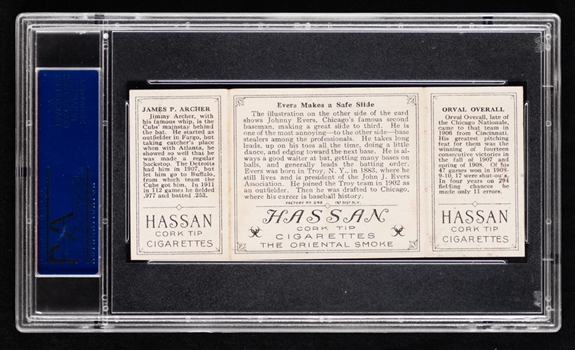 JAMES P. ARCHER
Jimmy Archer, with
his famous whip, is the
Cubs' mainstay behind
the bat. He started as
outfielder in Fargo, but
taking catcher's place
when with Atlanta, he
showed so well that he
was made a regular
backstop. The Detroits
had him in 1907, but
let him go to Buffalo,
from which team the
Cubs got him. In 1911
in 112 games he fielded
.977 and batted .253.
HASSAN
CORK TIP
CIGARETTES
Evers Makes a Safe Slide
The illustration on the other side of the card
shows Johnny Evers, Chicago's famous second
baseman, making a great slide to third. He is
one of the most annoying—to the other side—base
stealers among the professionals. He takes long
leads, up on his toes all the time, doing a little
dance, and edging toward the next base. He is al-
ways a good waiter at bat, getting many bases on
balls, and generally leads the batting order.
Evers was born in Troy, N. Y., in 1883, where he
still lives and is president of the John J. Evers
Association. He joined the Troy team in 1902 as
an outfielder. Then he was drafted to Chicago,
where his career is baseball history.
FACTORY No 649 1st DIST. N.Y.
HASSAN
CORK TIP
CIGARETTES
THE ORIENTAL SMOKE
ORVAL OVERALL
Orval Overall, late of
the Chicago Nationals,
came to that team in
1906 from Cincinnati.
His greatest pitching
feat for them was the
winning of fourteen
consecutive victories in
the fall of 1907 and
spring of 1908. Of his
47 games won in 1908-
9-10, 17 were shut-outs.
In four years on 249
fielding chances he
made only 11 errors.
HASSAN
CORK TIP
CIGARETTES
PSA